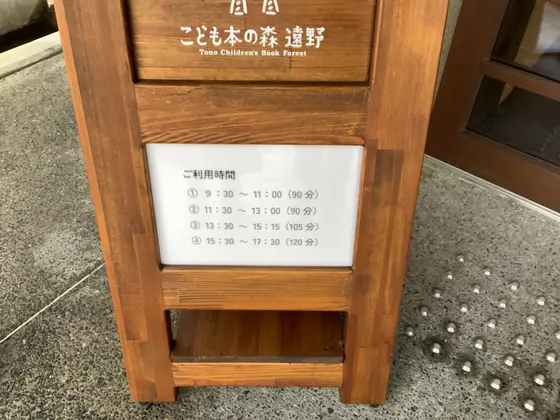 こども本の森 遠野
Tono Children's Book Forest
ご利用時間
① 9:30 ～ 11:00（90分）
② 11:30 ～ 13:00（90分）
③ 13:30 ～ 15:15（105分）
④ 15:30 ～ 17:30（120分）